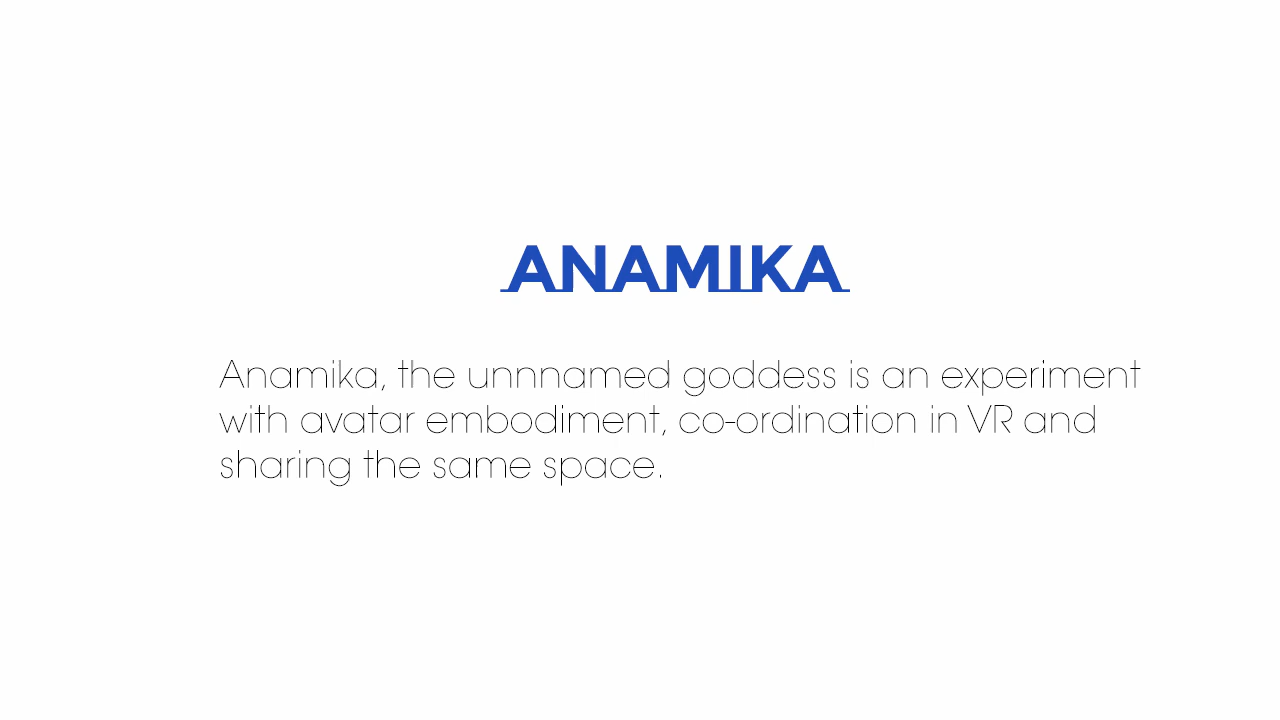 ANAMIKA
Anamika, the unnnamed goddess is an experiment
with avatar embodiment, co-ordination in VR and
sharing the same space.